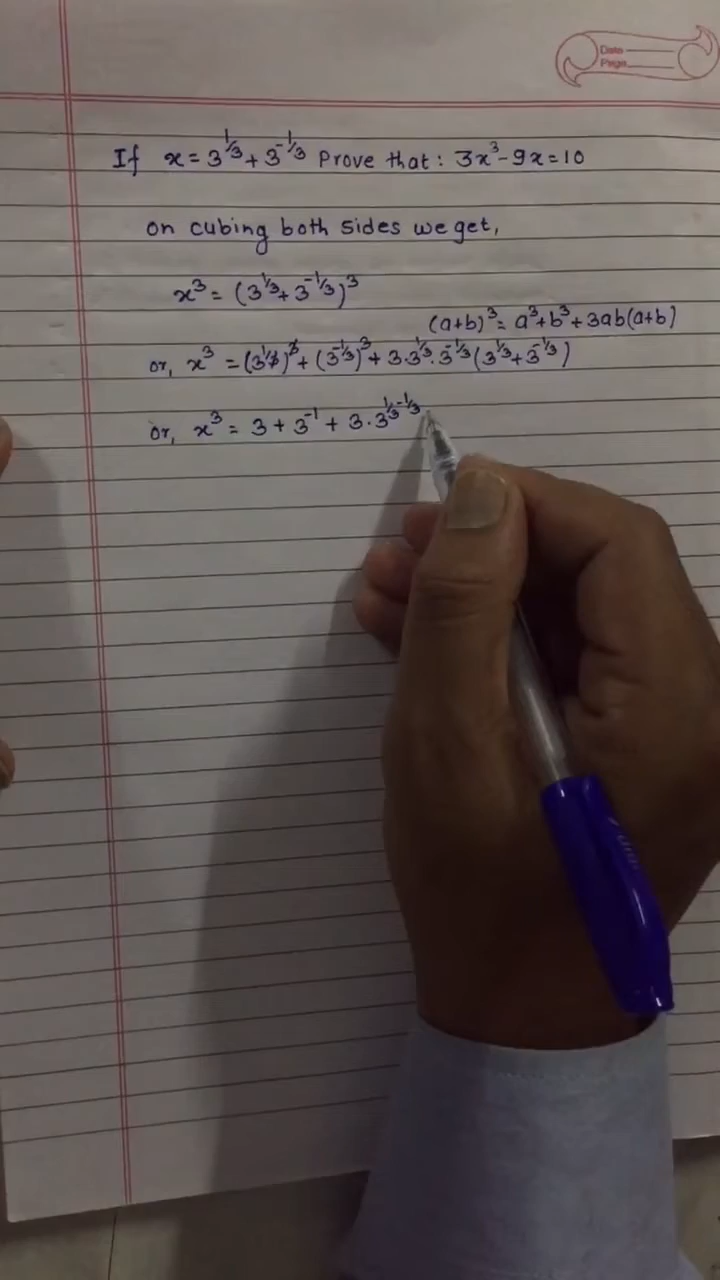 Date
Page
If x = 3^{1/3} + 3^{-1/3} Prove that : 3x³ - 9x = 10
on cubing both sides we get,
x³ = (3^{1/3} + 3^{-1/3})³
(a+b)³ = a³+b³+3ab(a+b)
or, x³ = (3^{1/3})³ + (3^{-1/3})³ + 3.3^{1/3}.3^{-1/3}(3^{1/3}+3^{-1/3})
or, x³ = 3 + 3^{-1} + 3.3^{1/3-1/3}